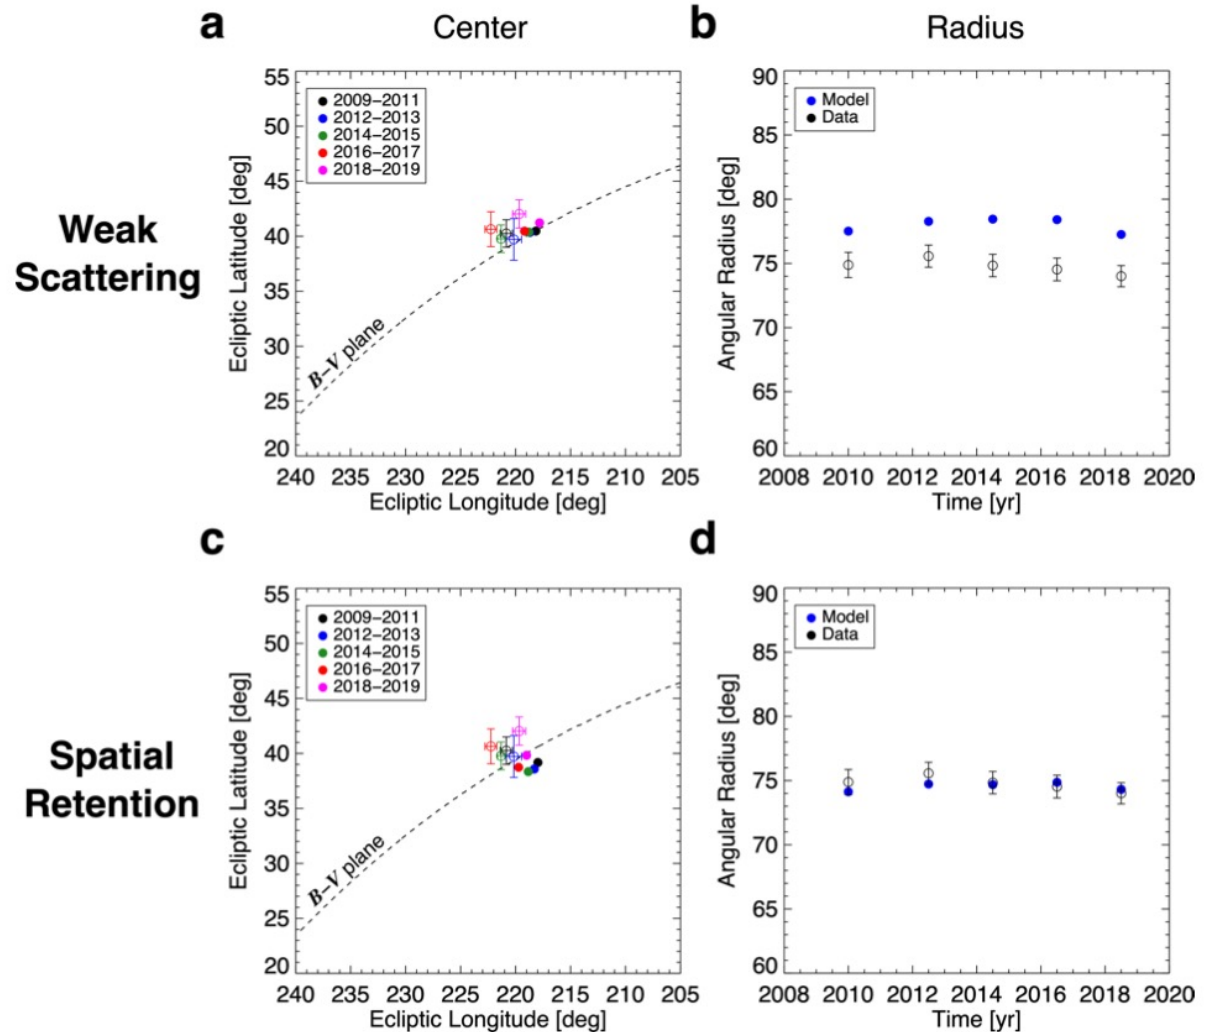 a Center
b Radius
Weak
Scattering
Ecliptic Latitude [deg]
55
50
45
40
35
30
25
20
2009–2011
2012–2013
2014–2015
2016–2017
2018–2019
B–V plane
240 235 230 225 220 215 210 205
Ecliptic Longitude [deg]
Angular Radius [deg]
90
85
80
75
70
65
60
Model
Data
2008 2010 2012 2014 2016 2018 2020
Time [yr]
c
d
Spatial
Retention
Ecliptic Latitude [deg]
55
50
45
40
35
30
25
20
2009–2011
2012–2013
2014–2015
2016–2017
2018–2019
B–V plane
240 235 230 225 220 215 210 205
Ecliptic Longitude [deg]
Angular Radius [deg]
90
85
80
75
70
65
60
Model
Data
2008 2010 2012 2014 2016 2018 2020
Time [yr]